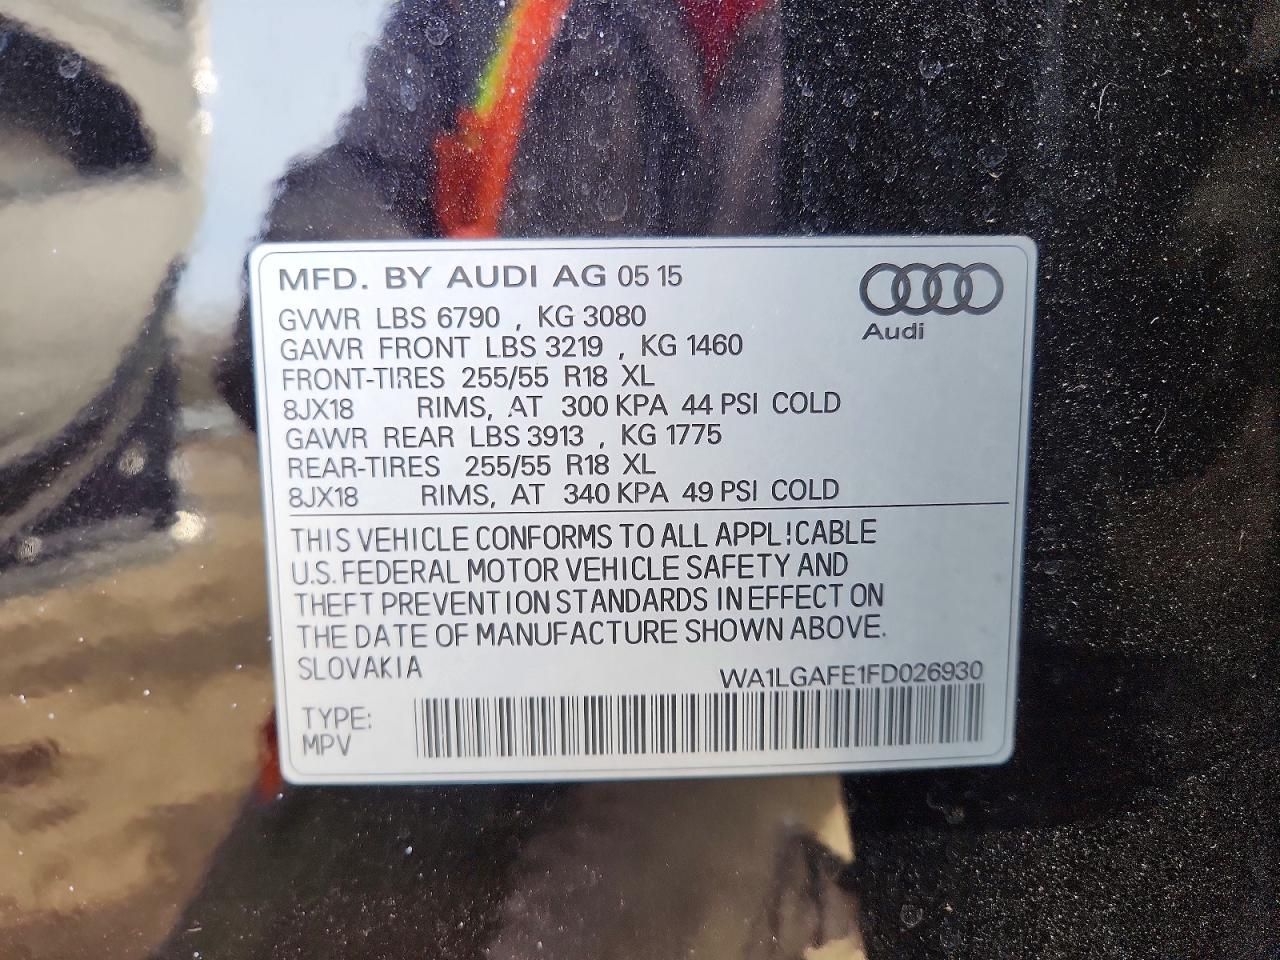 MFD. BY AUDI AG 05 15
Audi
GVWR LBS 6790 , KG 3080
GAWR FRONT LBS 3219 , KG 1460
FRONT-TIRES 255/55 R18 XL
8JX18 RIMS, AT 300 KPA 44 PSI COLD
GAWR REAR LBS 3913 , KG 1775
REAR-TIRES 255/55 R18 XL
8JX18 RIMS, AT 340 KPA 49 PSI COLD
THIS VEHICLE CONFORMS TO ALL APPLICABLE
U.S. FEDERAL MOTOR VEHICLE SAFETY AND
THEFT PREVENTION STANDARDS IN EFFECT ON
THE DATE OF MANUFACTURE SHOWN ABOVE.
SLOVAKIA
WA1LGAFE1FD026930
TYPE:
MPV